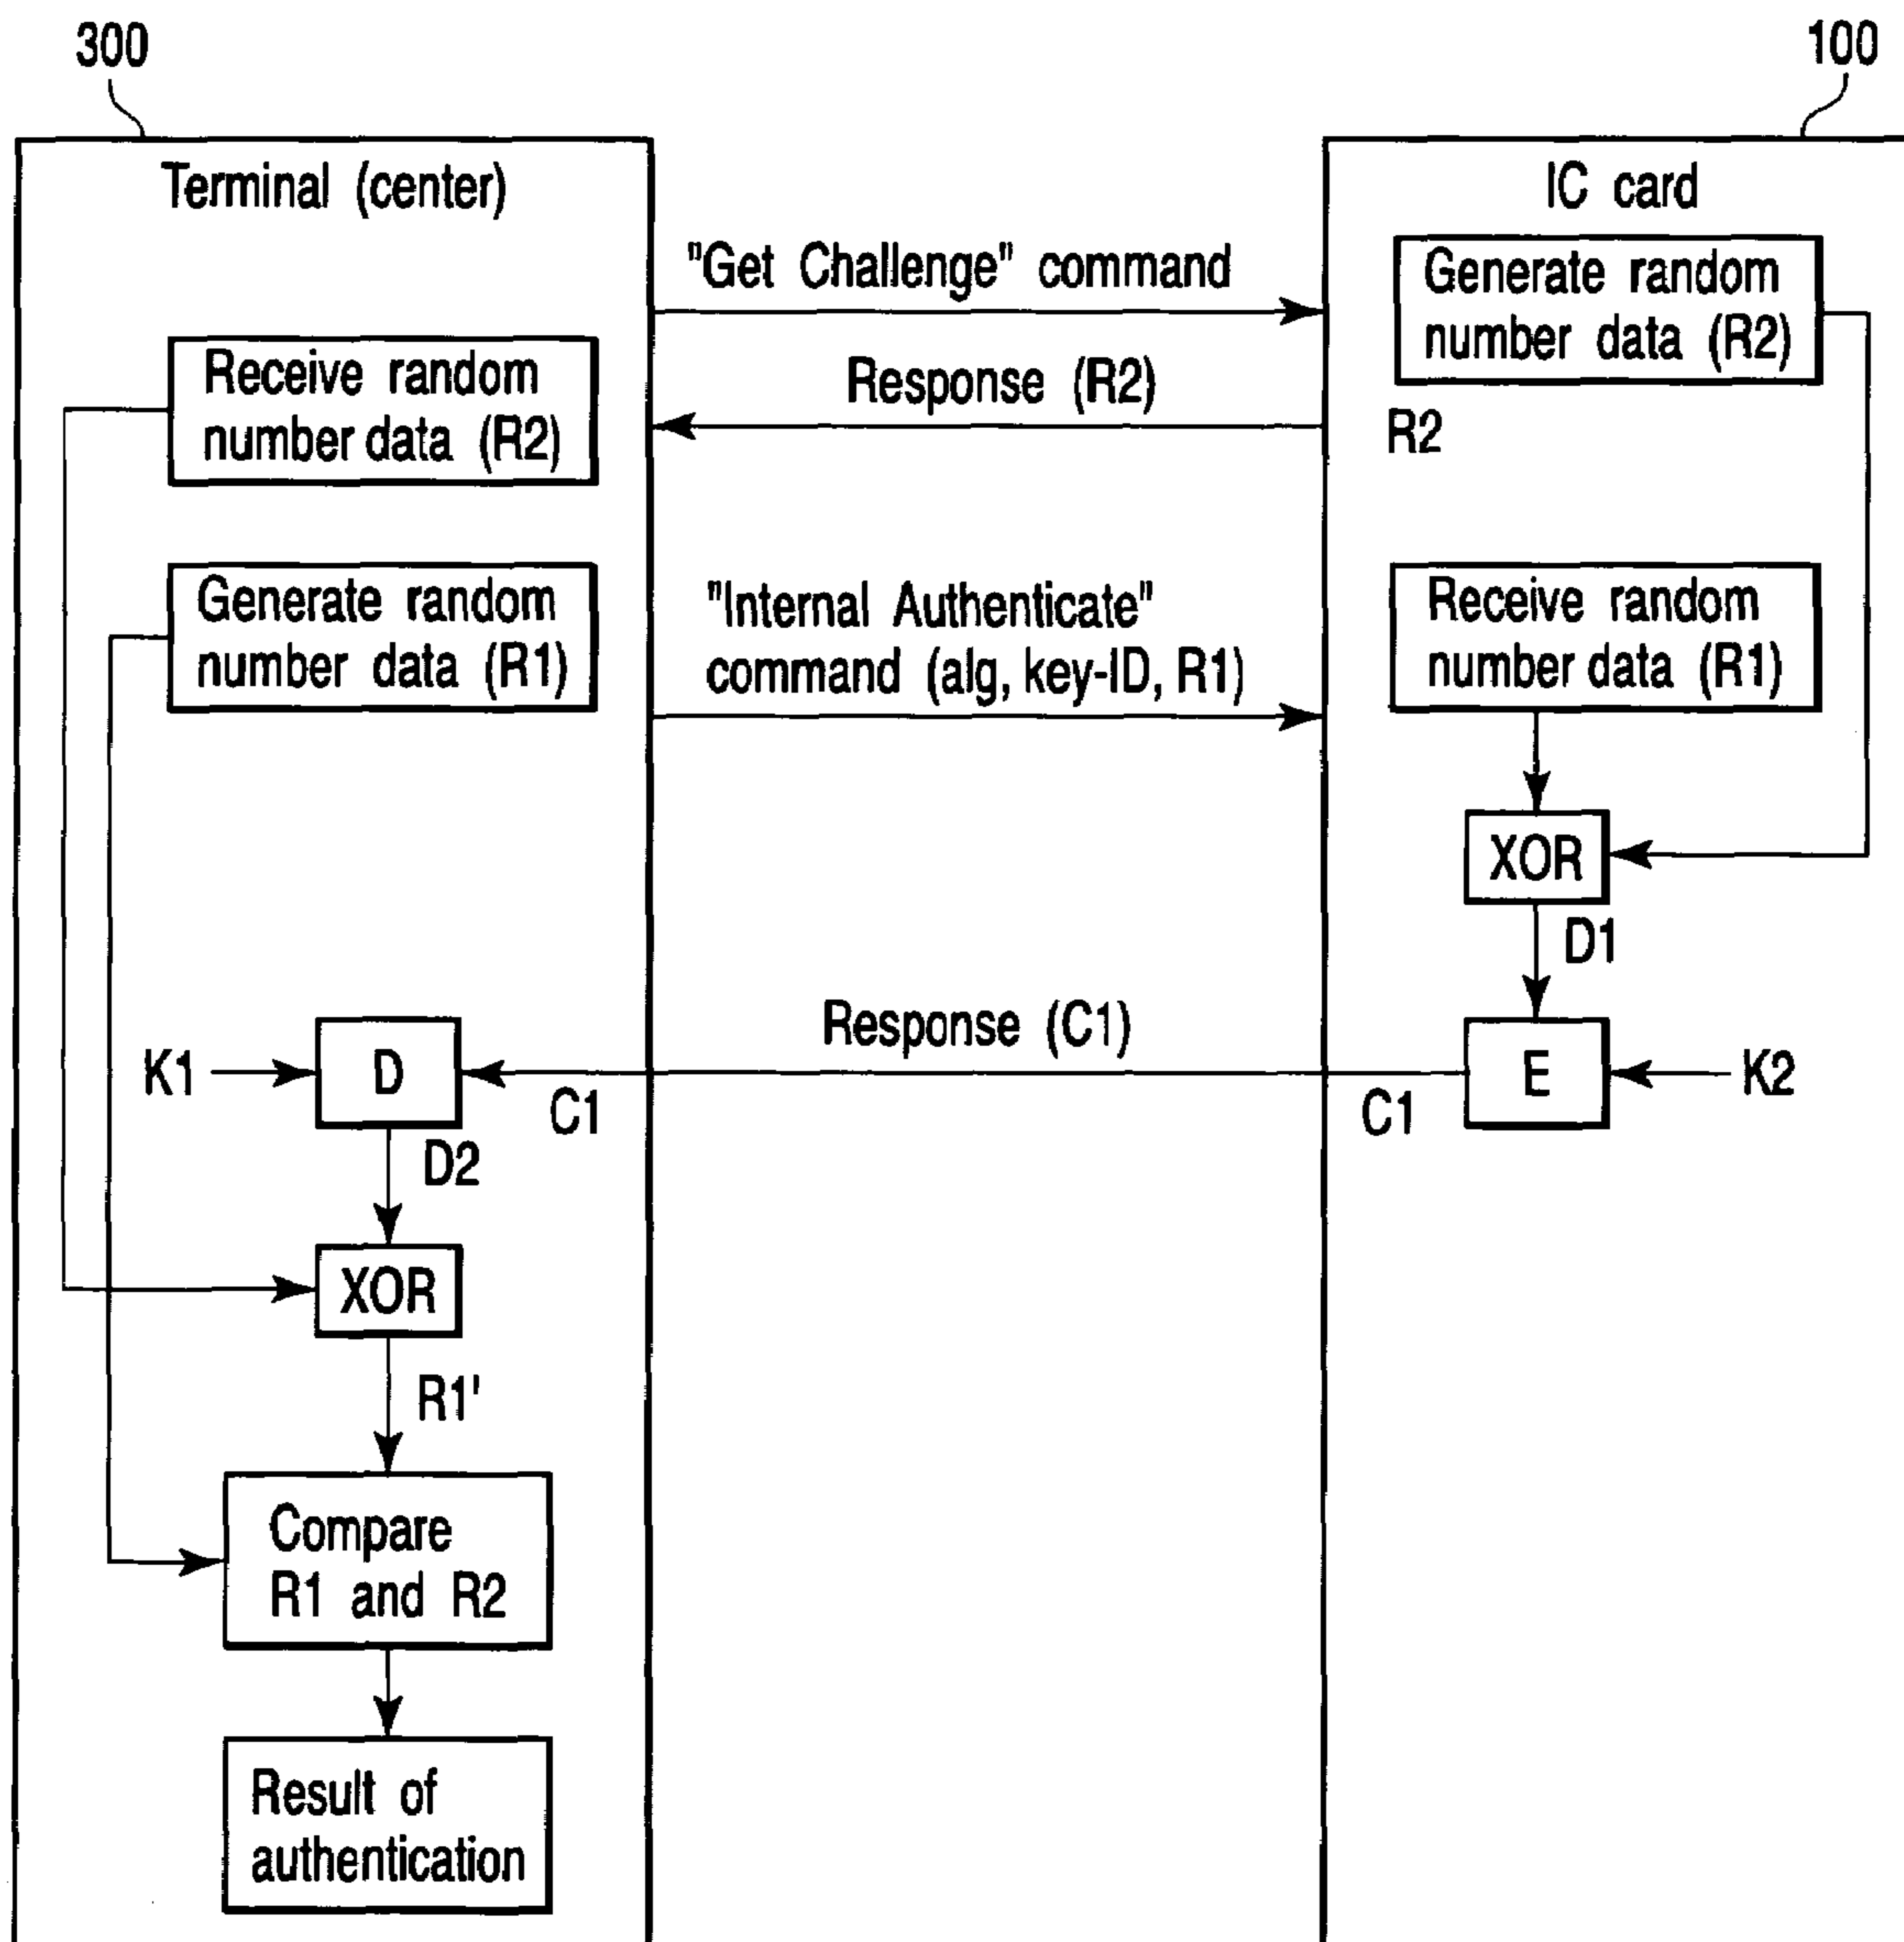 300
100
Terminal (center)
IC card
"Get Challenge" command
Generate random
number data (R2)
Receive random
number data (R2)
Response (R2)
R2
Generate random
number data (R1)
"Internal Authenticate"
command (alg, key-ID, R1)
Receive random
number data (R1)
XOR
D1
Response (C1)
K1
D
C1
C1
E
K2
D2
XOR
R1'
Compare
R1 and R2
Result of
authentication